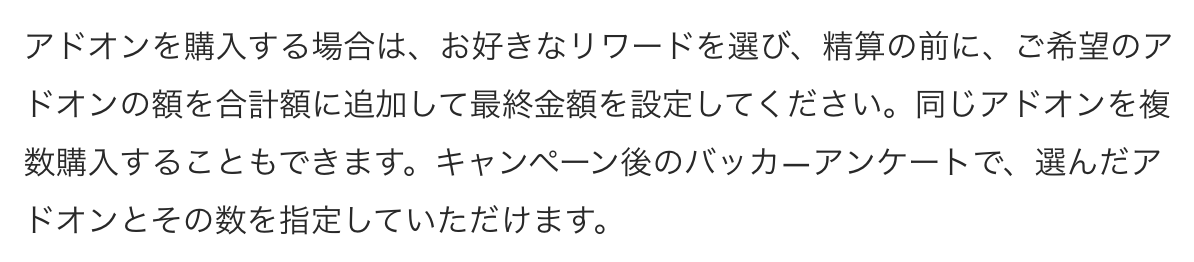 アドオンを購入する場合は、お好きなリワードを選び、精算の前に、ご希望のア
ドオンの額を合計額に追加して最終金額を設定してください。同じアドオンを複
数購入することもできます。キャンペーン後のバッカーアンケートで、選んだア
ドオンとその数を指定していただけます。